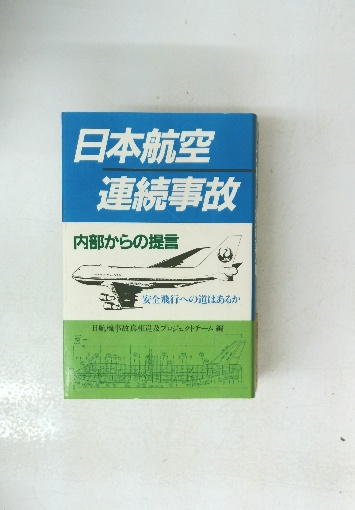 日本航空
連続事故
内部からの提言
安全飛行への道はあるか
日航機事故真相追及プロジェクトチーム 編